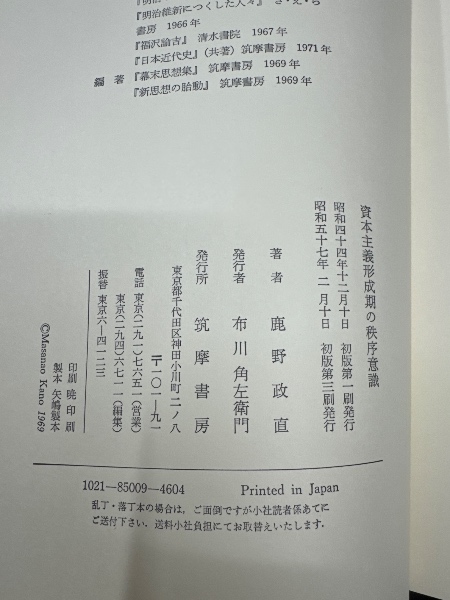 『明治維新につくした人々』 さ・え・ら
書房 1966年
『福沢諭吉』 清水書院 1967年
『日本近代史』(共著) 筑摩書房 1971年
編著 『幕末思想集』 筑摩書房 1969年
『新思想の胎動』 筑摩書房 1969年
資本主義形成期の秩序意識
昭和四十四年十二月十日 初版第一刷発行
昭和五十七年 二月十日 初版第三刷発行
著者 鹿野政直
発行者 布川角左衛門
発行所 筑摩書房
東京都千代田区神田小川町二ノ八
〒一〇一―九一
電話 東京(二九一)七六五一(営業)
東京(二九四)六七一一(編集)
振替 東京六―四一二三
印刷 暁印刷
製本 矢嶋製本
©Masanao Kano 1969
1021―85009―4604 Printed in Japan
乱丁・落丁本の場合は,ご面倒ですが小社読者係あてに
ご送付下さい.送料小社負担にてお取替えいたします.